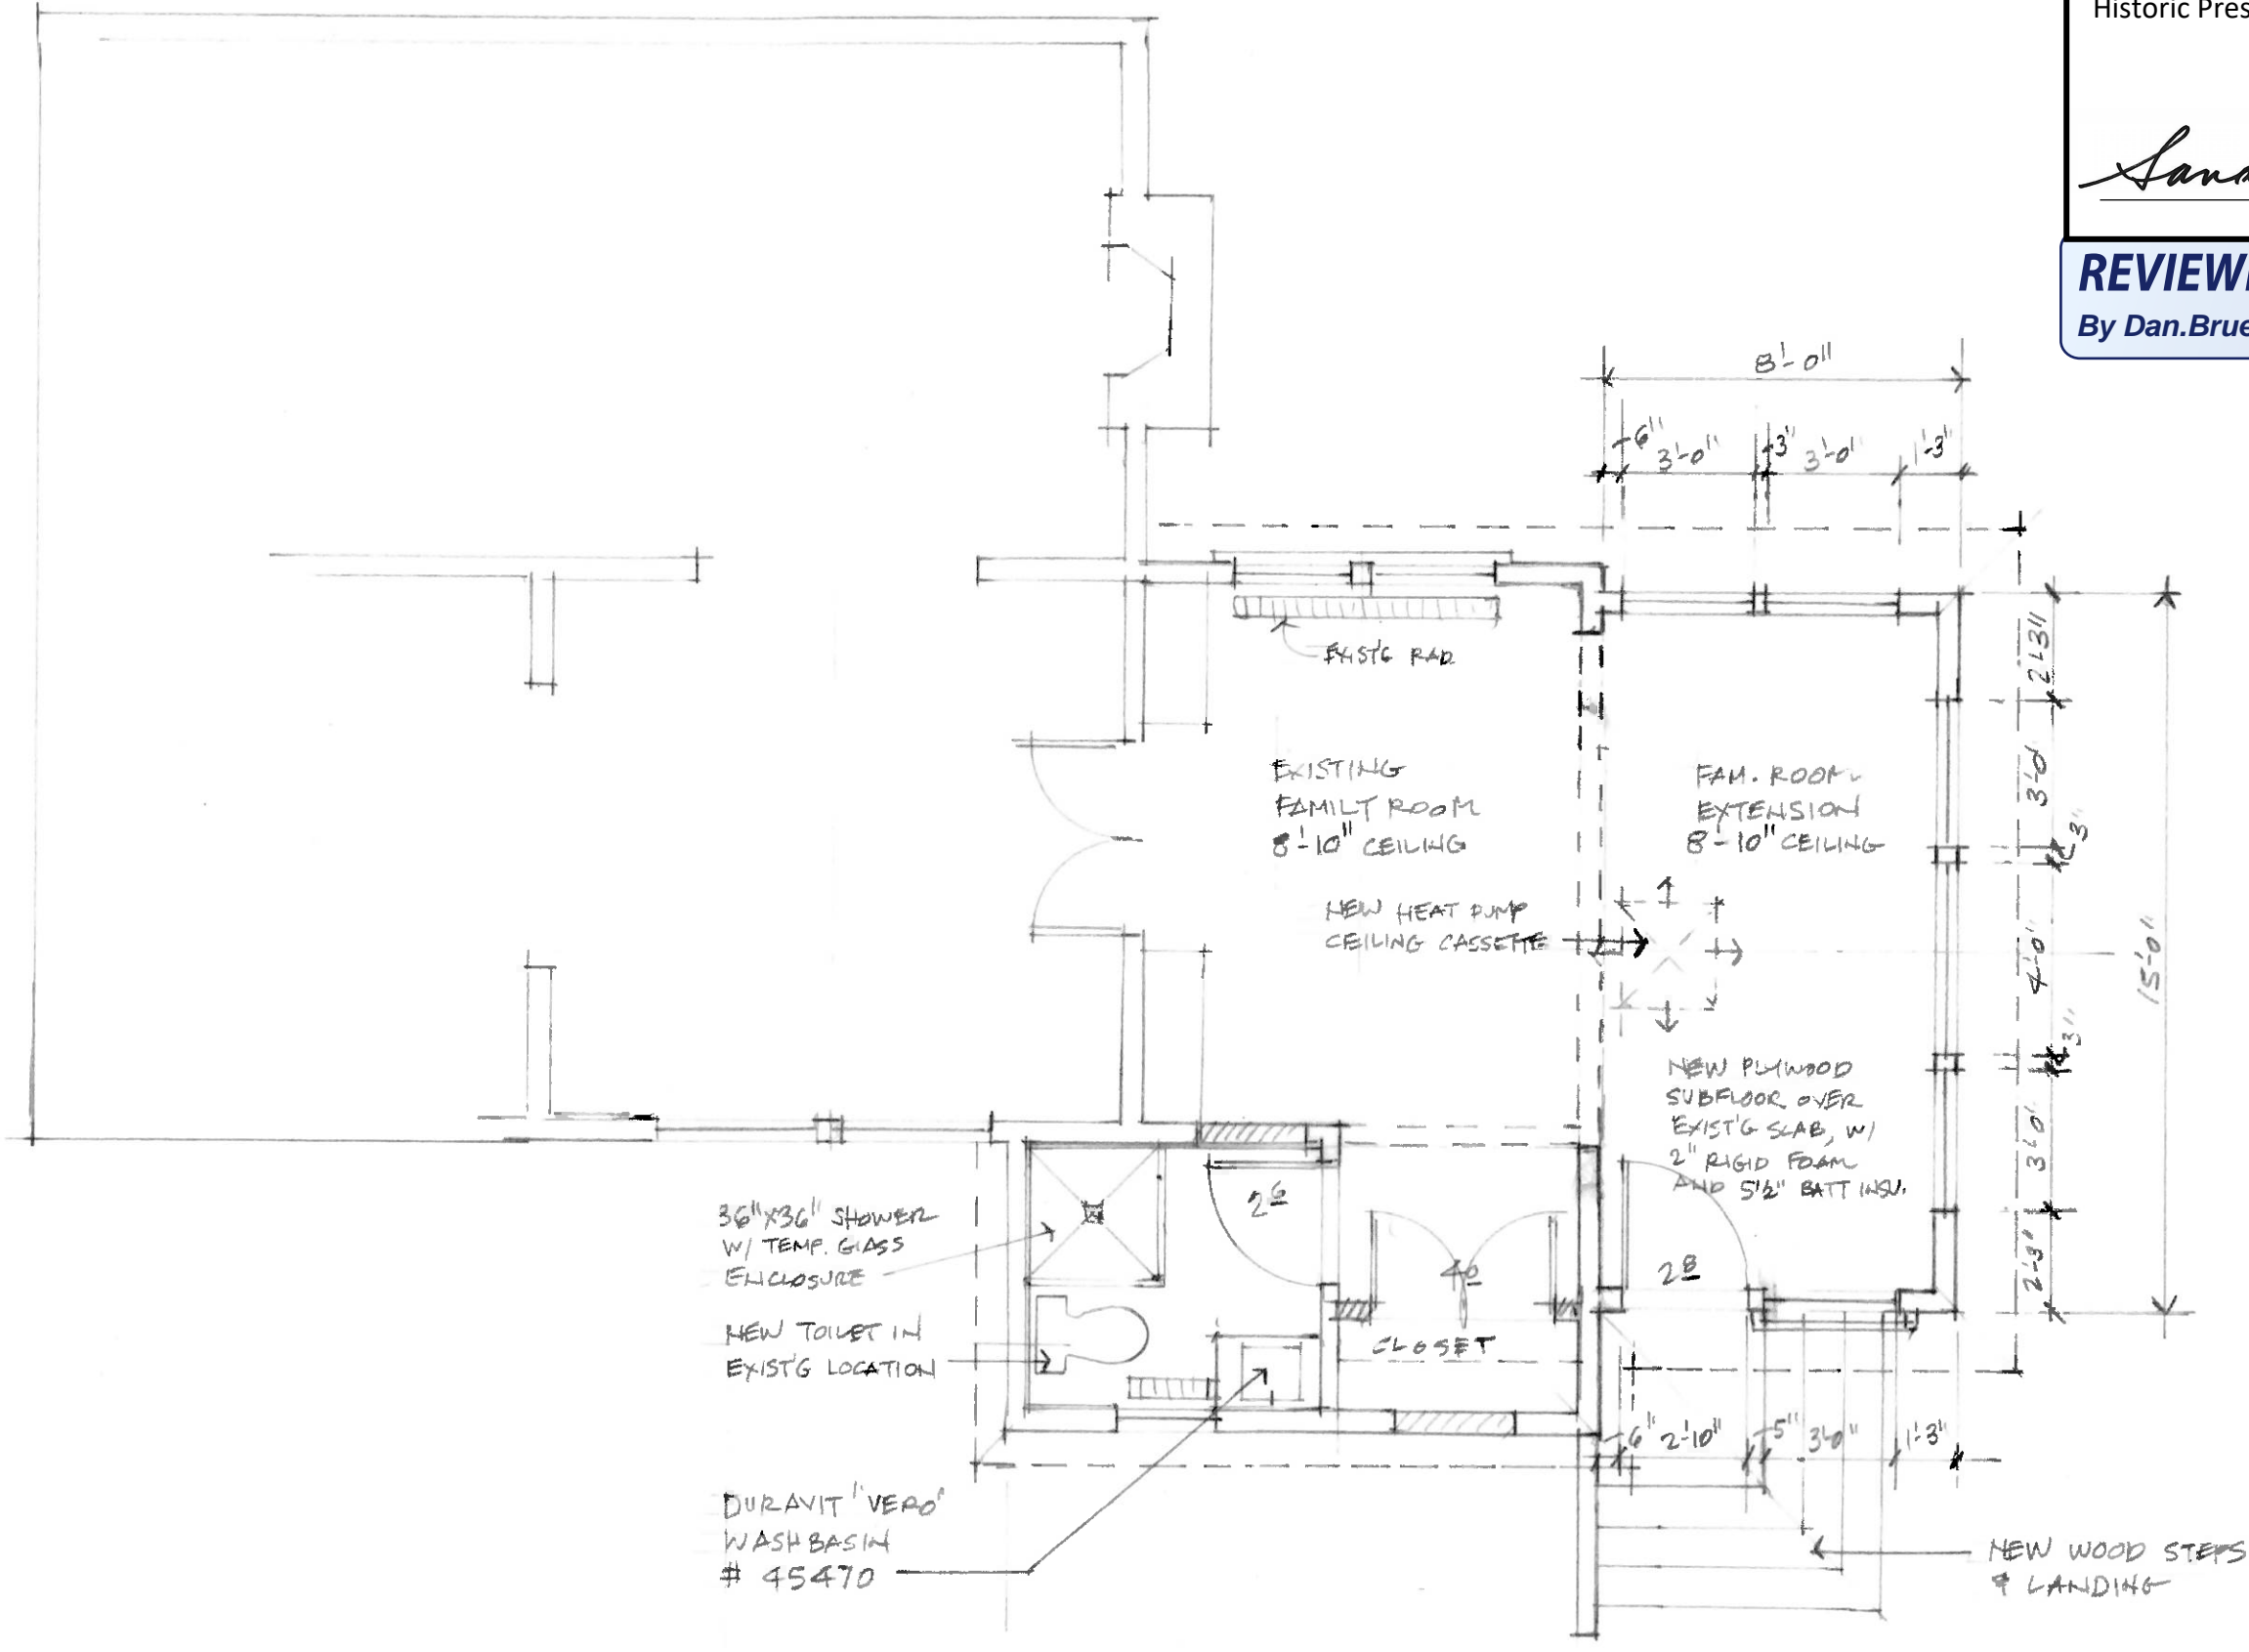 Historic Pres
REVIEW
By Dan.Brue
8'-0"
6" 3'-0" 3" 3'-0" 1'-3"
EXIST'G RAD
EXISTING
FAMILT ROOM
8'-10" CEILING
FAM. ROOM
EXTENSION
8'-10" CEILING
NEW HEAT PUMP
CEILING CASSETTE
2'-3"
3'-0"
3"
4'-0"
3"
3'-0"
2'-3"
15'-0"
NEW PLYWOOD
SUBFLOOR OVER
EXIST'G SLAB, W/
2" RIGID FOAM
AND 5½" BATT INSU.
36"X36" SHOWER
W/ TEMP. GLASS
ENCLOSURE
NEW TOILET IN
EXIST'G LOCATION
26
40
28
CLOSET
6" 2'-10" 5" 3'-0" 1'-3"
DURAVIT "VERO"
WASHBASIN
# 45470
NEW WOOD STEPS
& LANDING